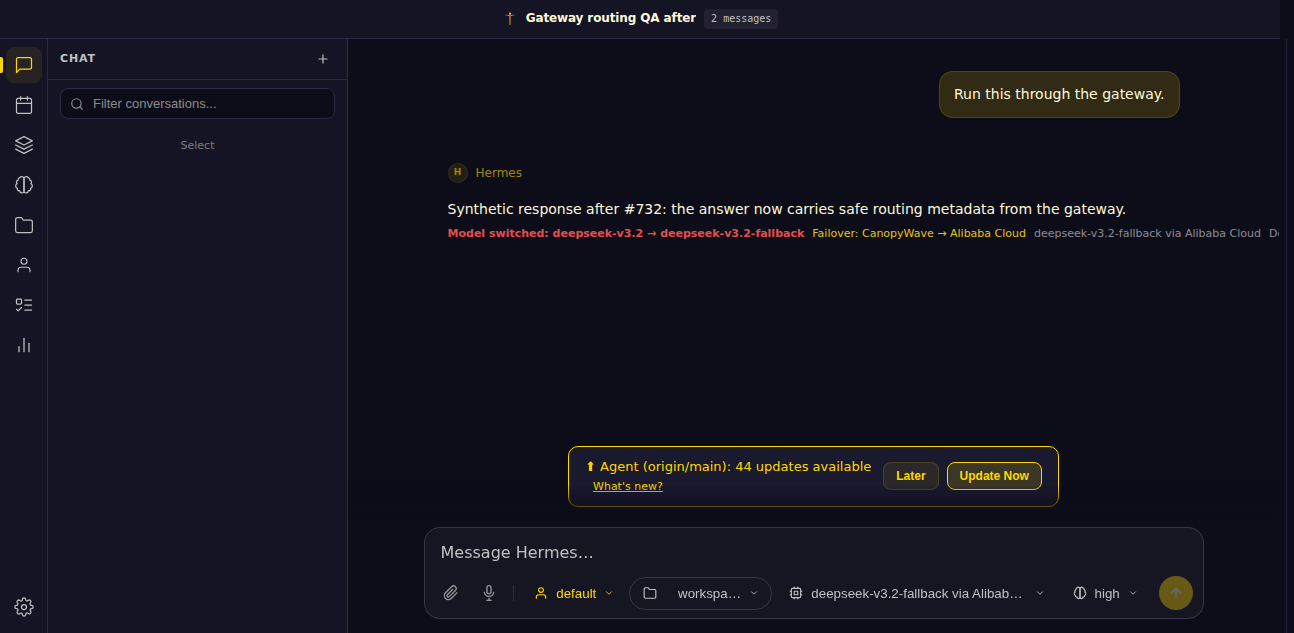 Gateway routing QA after 2 messages
CHAT
Filter conversations...
Select
Run this through the gateway.
H Hermes
Synthetic response after #732: the answer now carries safe routing metadata from the gateway.
Model switched: deepseek-v3.2 → deepseek-v3.2-fallback Failover: CanopyWave → Alibaba Cloud deepseek-v3.2-fallback via Alibaba Cloud
⬆ Agent (origin/main): 44 updates available
What's new?
Later
Update Now
Message Hermes…
default workspa… deepseek-v3.2-fallback via Alibab… high